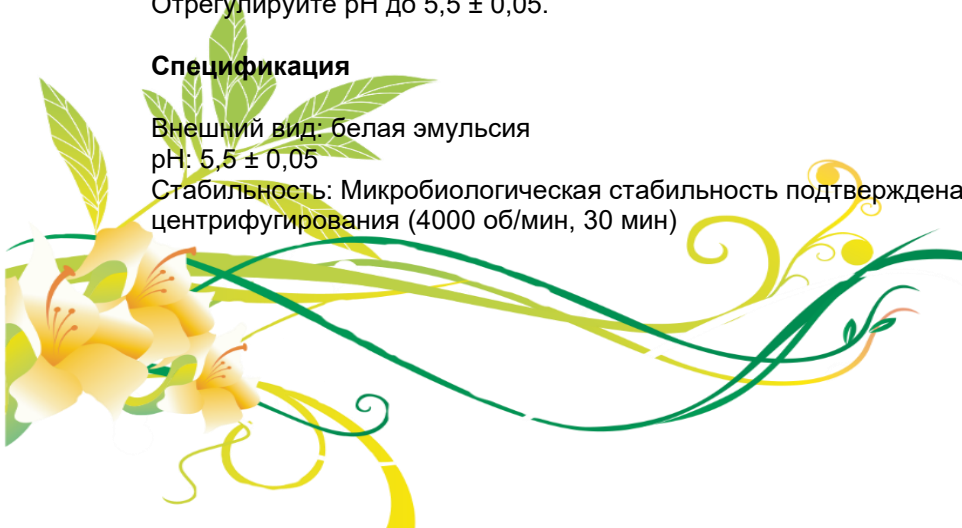 Отрегулируйте pH до 5,5 ± 0,05.
Спецификация
Внешний вид: белая эмульсия
pH: 5,5 ± 0,05
Стабильность: Микробиологическая стабильность подтверждена
центрифугирования (4000 об/мин, 30 мин)